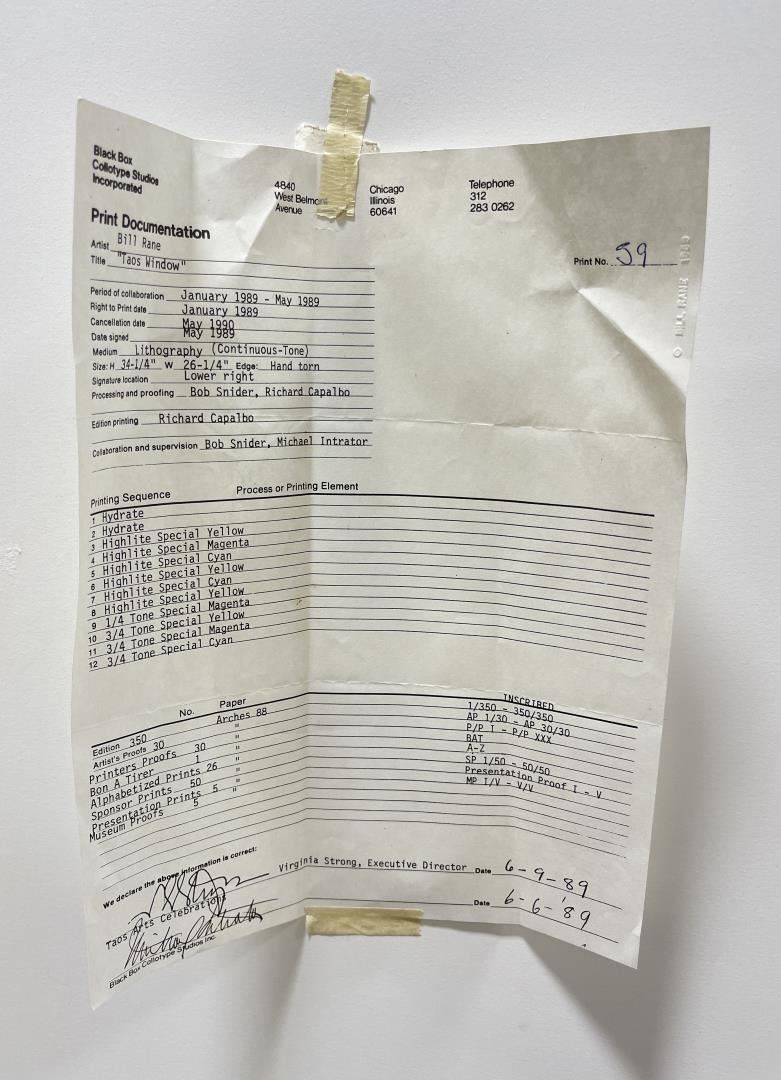 Black Box
Collotype Studios
Incorporated
4840
West Belmont
Avenue
Chicago
Illinois
60641
Telephone
312
283 0262
Print Documentation
Artist Bill Rane
Title "Taos Window"
Print No. 59
© BILL RANE 1989
Period of collaboration January 1989 - May 1989
Right to Print date January 1989
Cancellation date May 1990
Date signed May 1989
Medium Lithography (Continuous-Tone)
Size: H 34-1/4" W 26-1/4" Edge: Hand torn
Signature location Lower right
Processing and proofing Bob Snider, Richard Capalbo
Edition printing Richard Capalbo
Collaboration and supervision Bob Snider, Michael Intrator
Printing Sequence Process or Printing Element
1 Hydrate
2 Hydrate
3 Highlite Special Yellow
4 Highlite Special Magenta
5 Highlite Special Cyan
6 Highlite Special Yellow
7 Highlite Special Cyan
8 Highlite Special Yellow
9 1/4 Tone Special Magenta
10 3/4 Tone Special Yellow
11 3/4 Tone Special Magenta
12 3/4 Tone Special Cyan
No. Paper INSCRIBED
Edition 350 Arches 88 1/350 - 350/350
Artist's Proofs 30 " AP 1/30 - AP 30/30
Printers Proofs 30 " P/P I - P/P XXX
Bon A Tirer 1 " BAT
Alphabetized Prints 26 " A-Z
Sponsor Prints 50 " SP 1/50 - 50/50
Presentation Prints 5 " Presentation Proof I - V
Museum Proofs 5 MP I/V - V/V
We declare the above information is correct:
Virginia Strong, Executive Director Date 6-9-89
Taos Arts Celebration
Date 6-6-'89
Black Box Collotype Studios Inc.